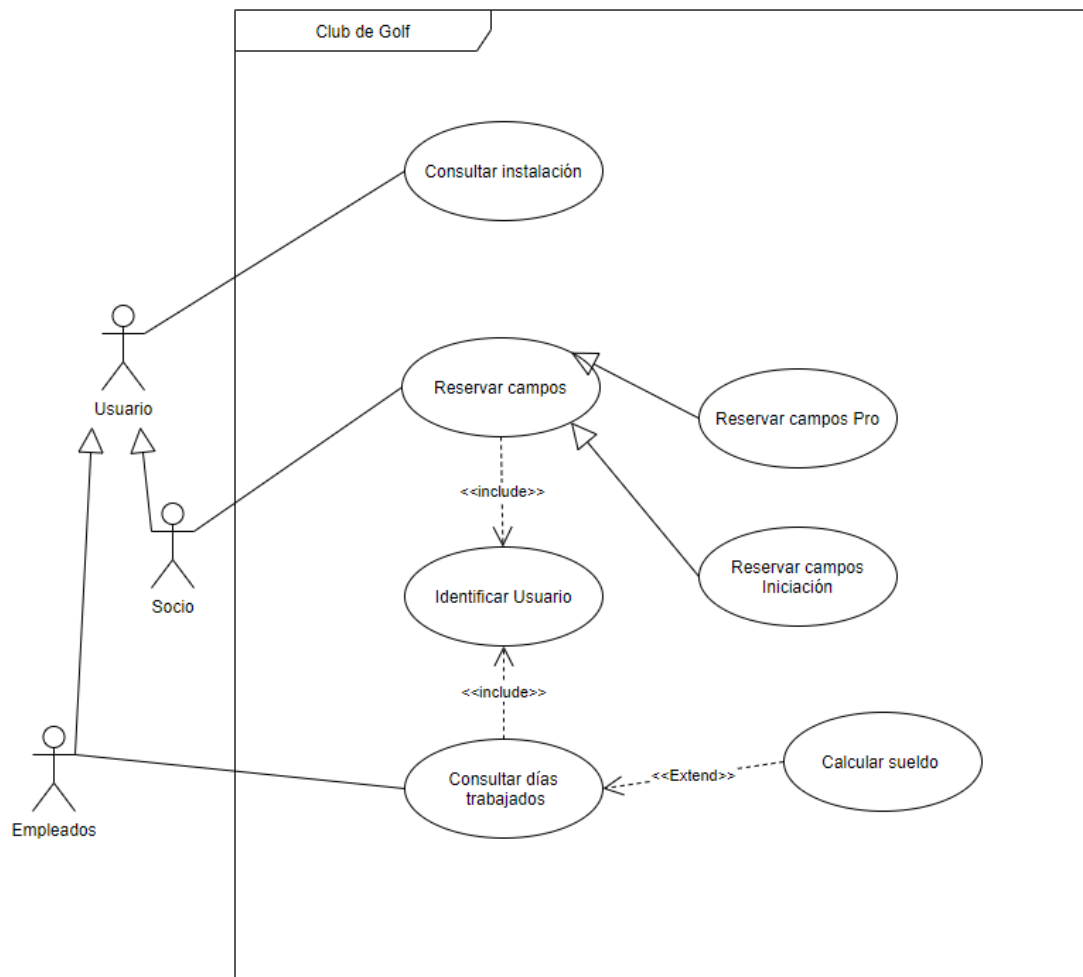 Club de Golf
Consultar instalación
Usuario
Reservar campos
Reservar campos Pro
<<include>>
Socio
Identificar Usuario
Reservar campos
Iniciación
<<include>>
Empleados
Consultar días
trabajados
<<Extend>>
Calcular sueldo